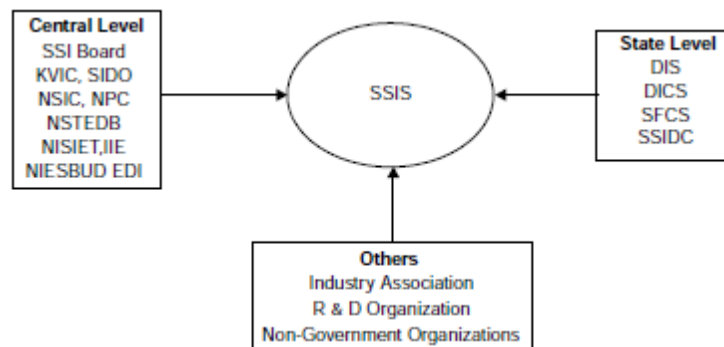 Central Level
SSI Board
KVIC, SIDO
NSIC, NPC
NSTEDB
NISIET,IIE
NIESBUD EDI
SSIS
State Level
DIS
DICS
SFCS
SSIDC
Others
Industry Association
R & D Organization
Non-Government Organizations